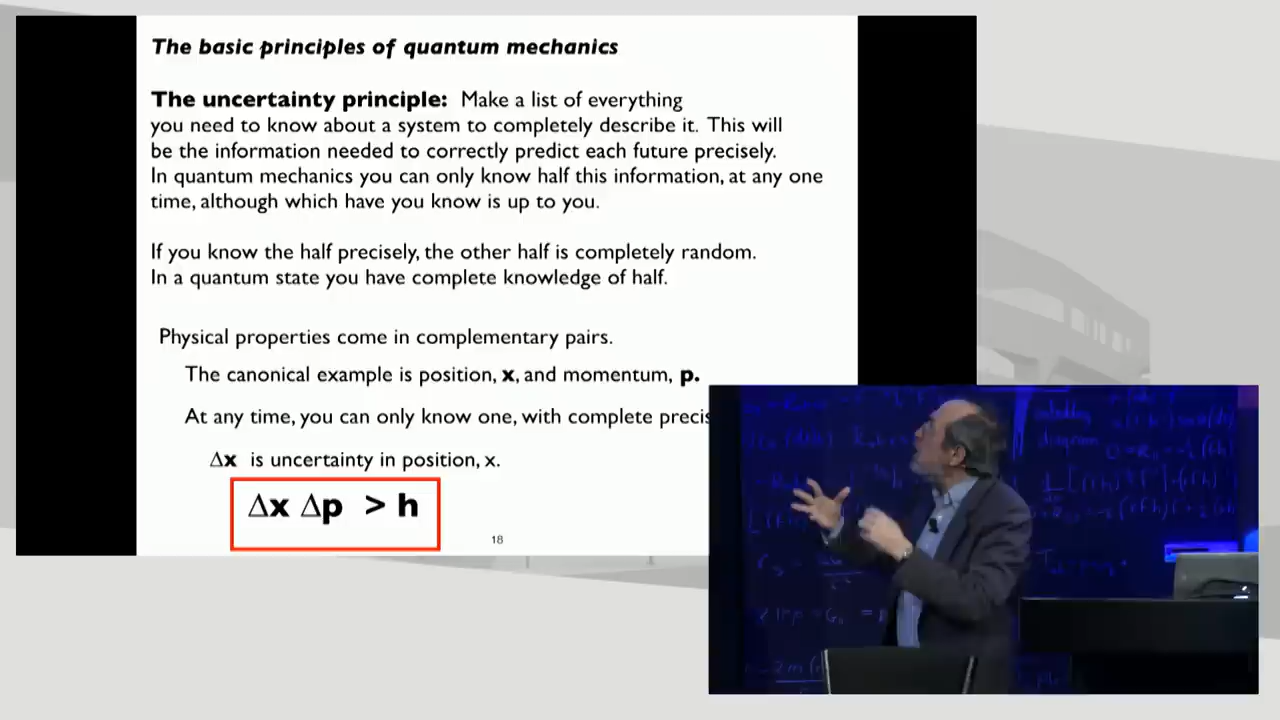 The basic principles of quantum mechanics
The uncertainty principle: Make a list of everything
you need to know about a system to completely describe it. This will
be the information needed to correctly predict each future precisely.
In quantum mechanics you can only know half this information, at any one
time, although which have you know is up to you.
If you know the half precisely, the other half is completely random.
In a quantum state you have complete knowledge of half.
Physical properties come in complementary pairs.
The canonical example is position, x, and momentum, p.
At any time, you can only know one, with complete precis
Δx is uncertainty in position, x.
Δx Δp > h
18
diagram